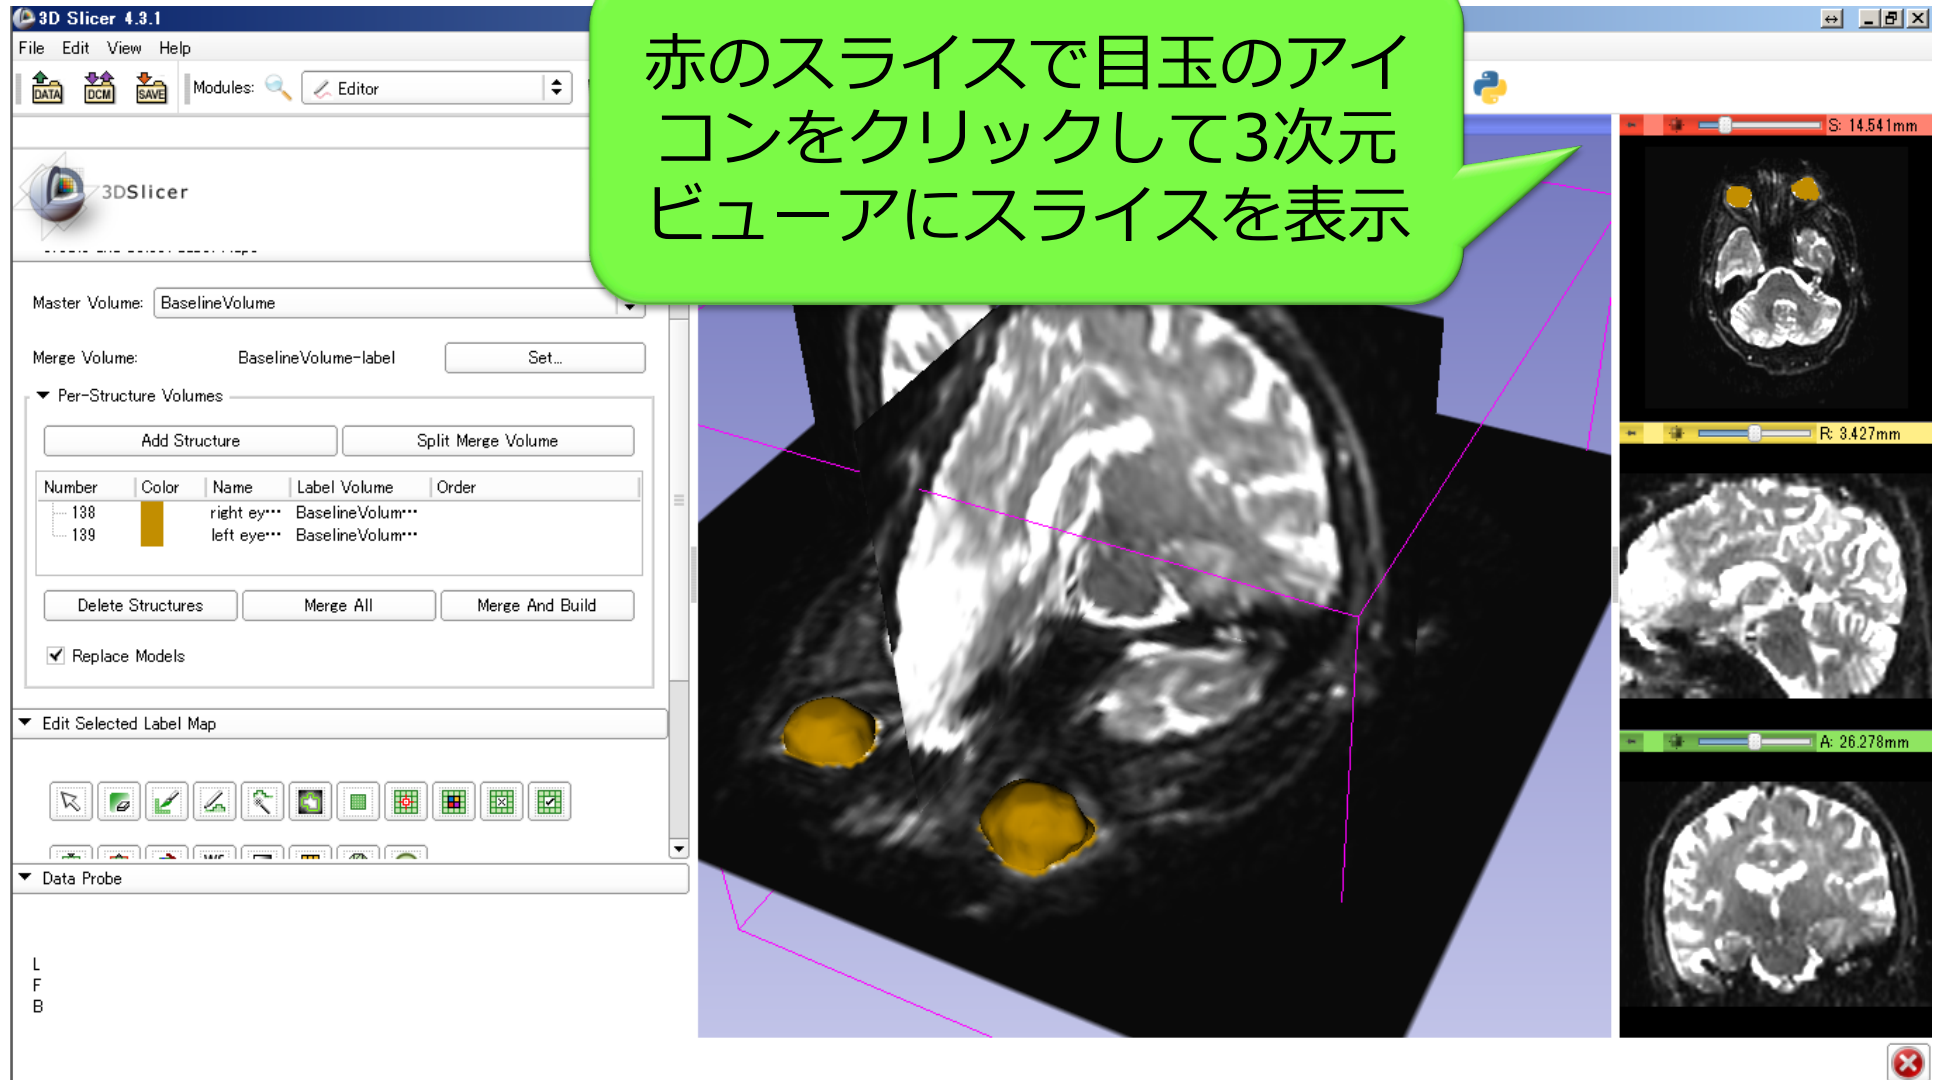 3D Slicer 4.3.1
File Edit View Help
赤のスライスで目玉のアイ
コンをクリックして3次元
ビューアにスライスを表示
DATA DCM SAVE Modules: Editor
3DSlicer
S: 14.541mm
Master Volume: BaselineVolume
Merge Volume: BaselineVolume-label Set...
Per-Structure Volumes
Add Structure Split Merge Volume
Number Color Name Label Volume Order
138 right ey… BaselineVolum…
139 left eye… BaselineVolum…
Delete Structures Merge All Merge And Build
Replace Models
Edit Selected Label Map
Data Probe
L
F
B
R: 3.427mm
A: 26.278mm